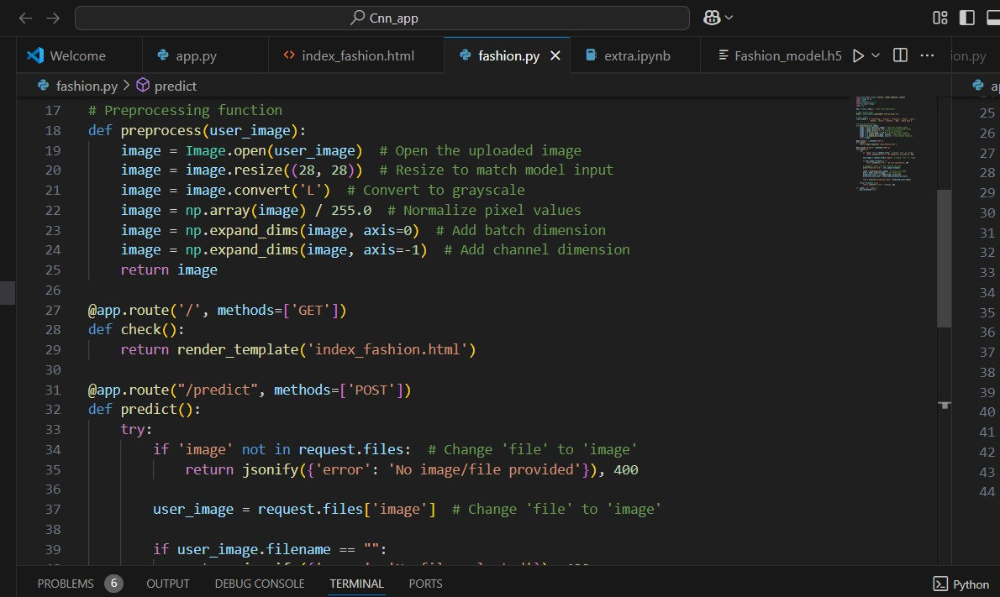 Cnn_app
Welcome
app.py
index_fashion.html
fashion.py
extra.ipynb
Fashion_model.h5
fashion.py > predict
17 # Preprocessing function
18 def preprocess(user_image):
19 image = Image.open(user_image)  # Open the uploaded image
20 image = image.resize((28, 28))  # Resize to match model input
21 image = image.convert('L')  # Convert to grayscale
22 image = np.array(image) / 255.0  # Normalize pixel values
23 image = np.expand_dims(image, axis=0)  # Add batch dimension
24 image = np.expand_dims(image, axis=-1)  # Add channel dimension
25 return image
26
27 @app.route('/', methods=['GET'])
28 def check():
29 return render_template('index_fashion.html')
30
31 @app.route("/predict", methods=['POST'])
32 def predict():
33 try:
34 if 'image' not in request.files:  # Change 'file' to 'image'
35 return jsonify({'error': 'No image/file provided'}), 400
36
37 user_image = request.files['image']  # Change 'file' to 'image'
38
39 if user_image.filename == "":
25
26
27
28
29
30
31
32
33
34
35
36
37
38
39
40
41
42
43
44
PROBLEMS 6 OUTPUT DEBUG CONSOLE TERMINAL PORTS
Python